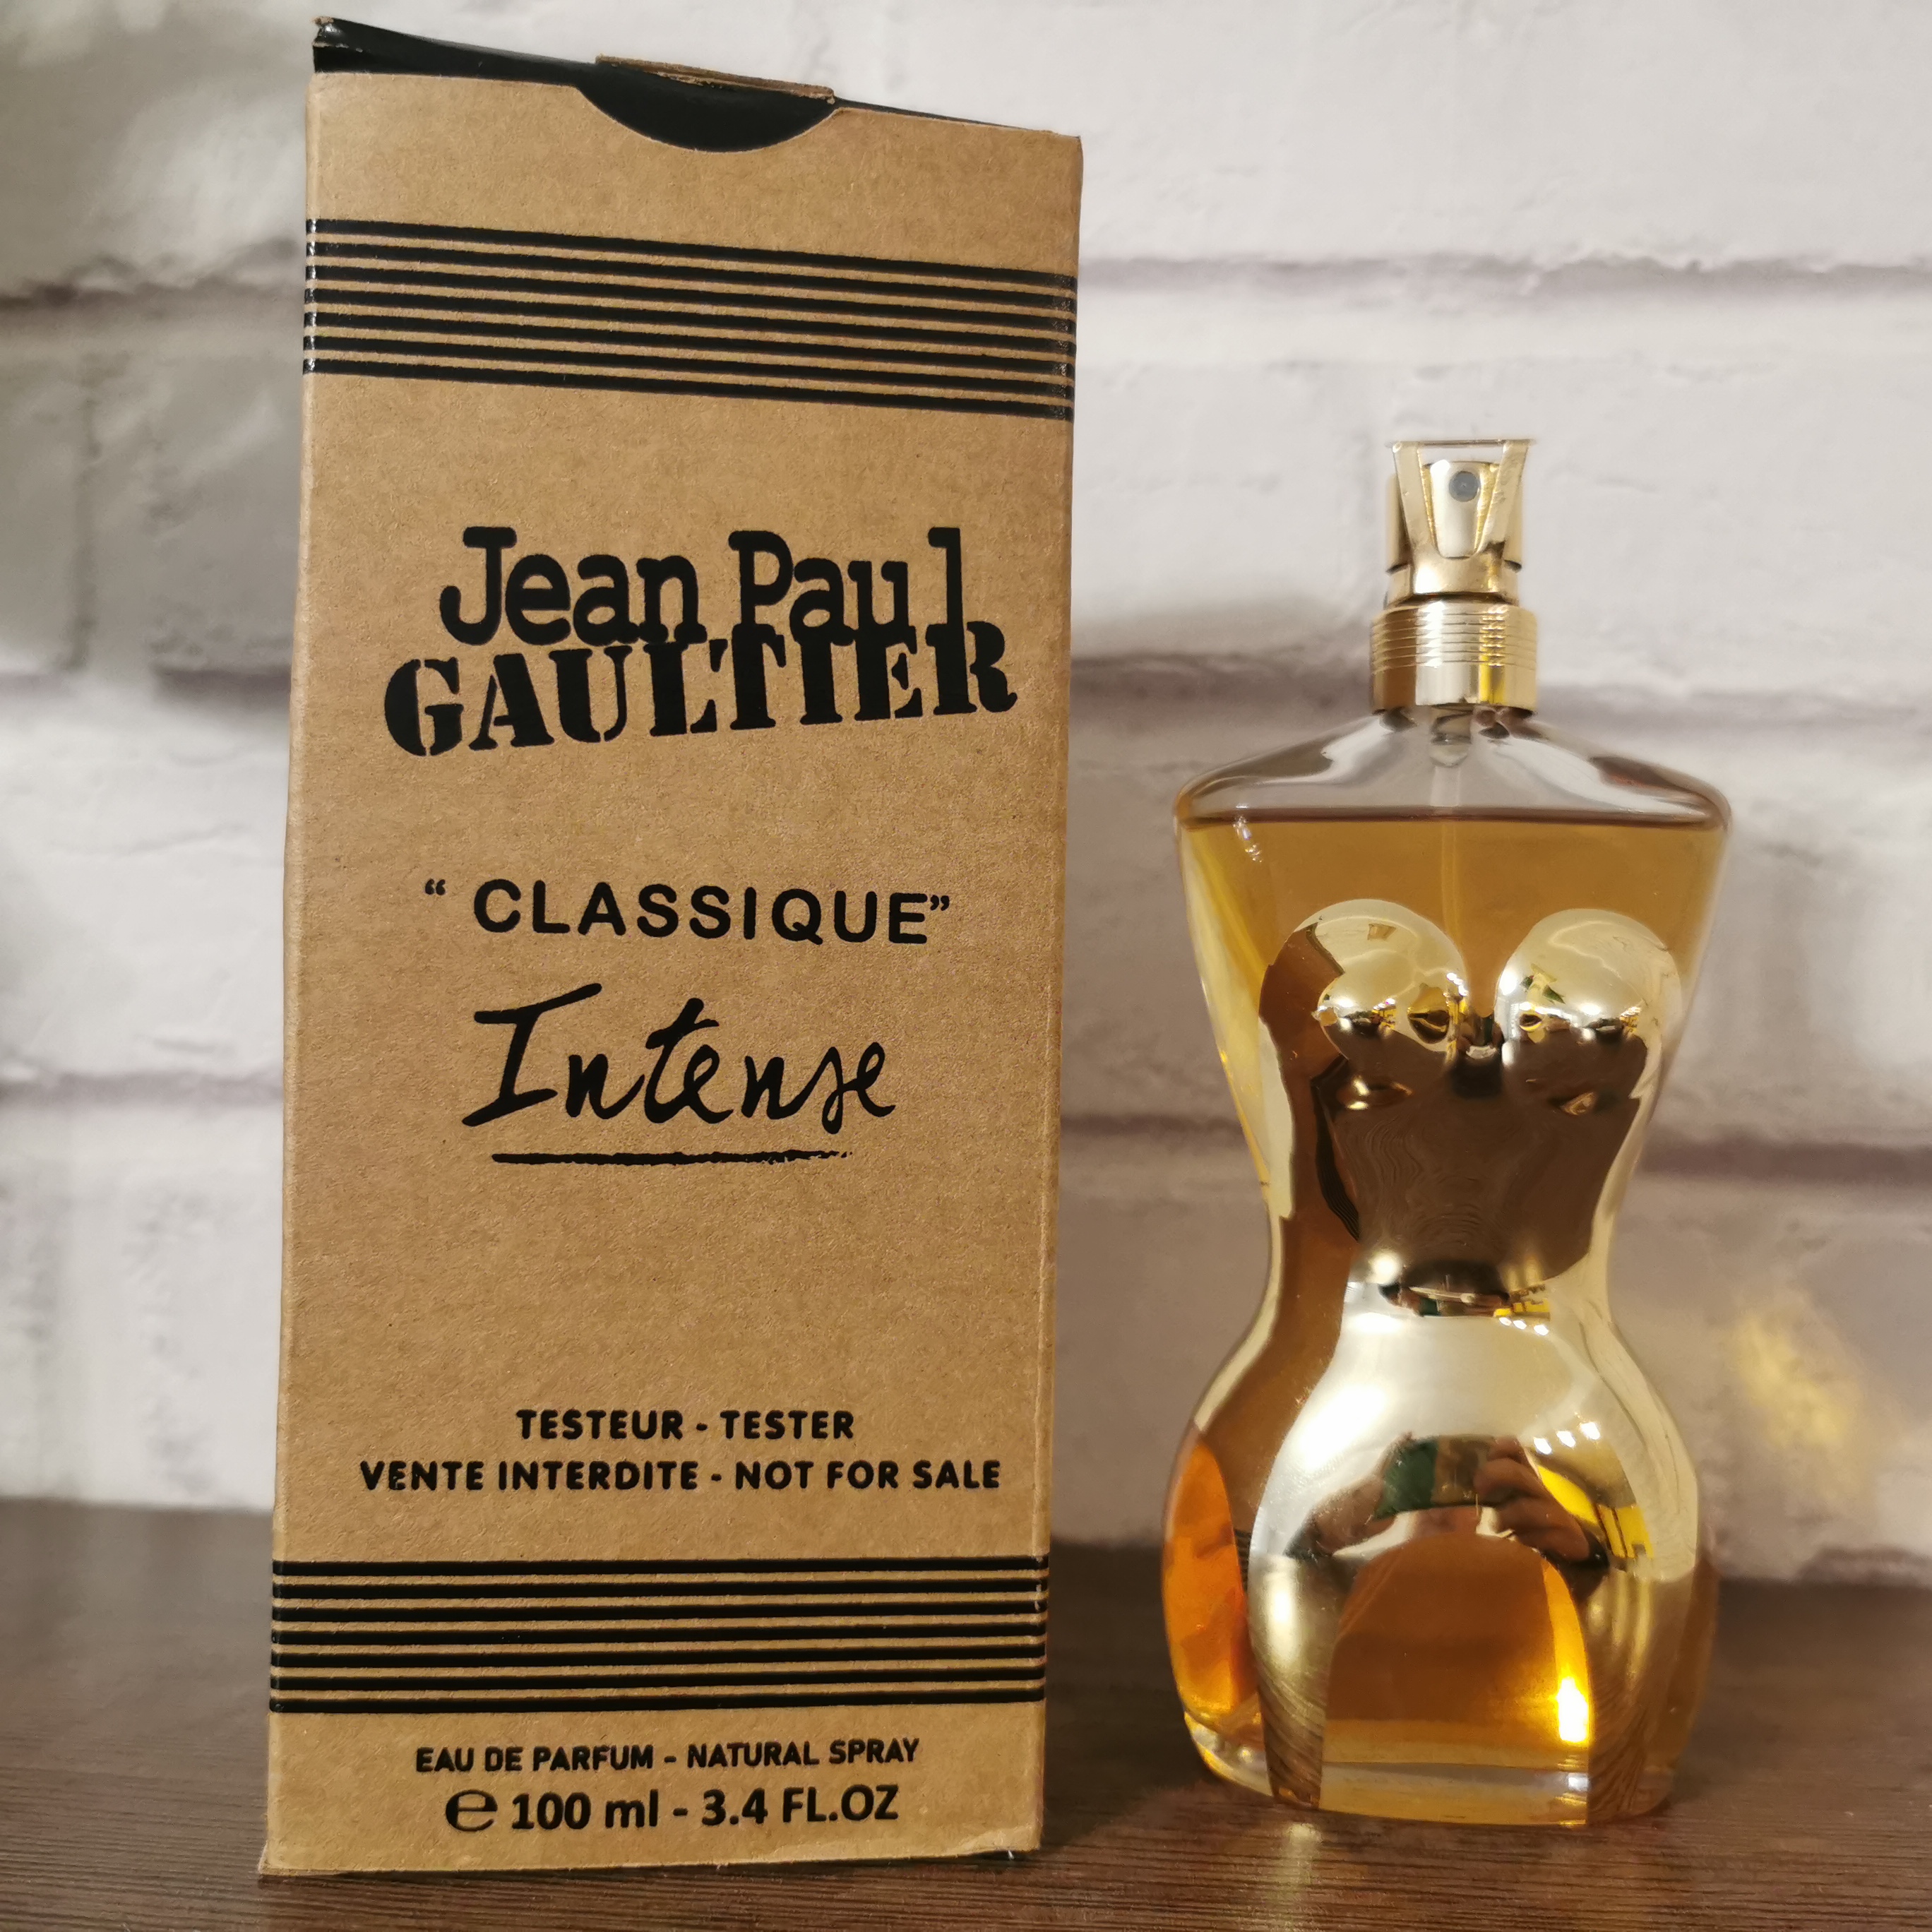 Jean Paul
GAULTIER
“ CLASSIQUE”
Intense
TESTEUR - TESTER
VENTE INTERDITE - NOT FOR SALE
EAU DE PARFUM - NATURAL SPRAY
℮ 100 ml - 3.4 FL.OZ